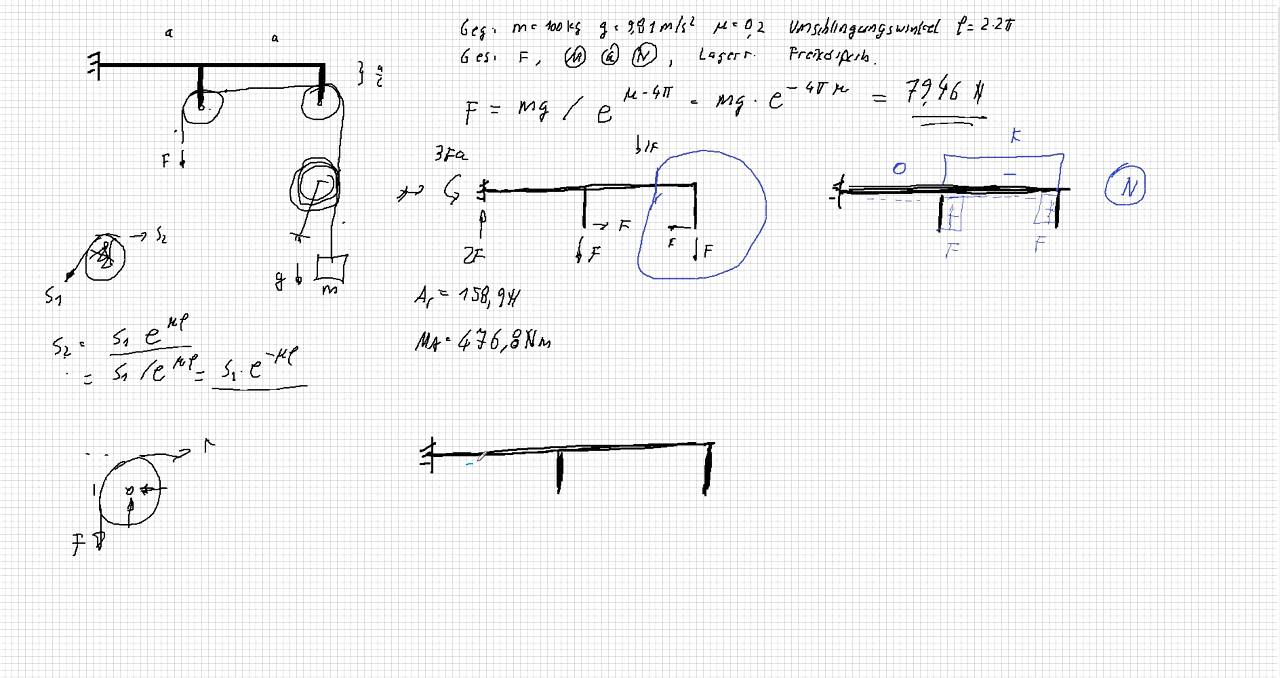 Geg: m = 100 kg g = 9,81 m/s² μ = 0,2 Umschlingungswinkel φ = 2·2π
Ges: F, M Q N, Lagerr. Freikörperb.
F = mg / e^{μ·4π} = mg · e^{-4πμ} = 79,46 N
a
a
a/2
F
g
m
S₂
S₁
S₂ = S₁ e^{μφ}
= S₁ / e^{μφ} = S₁ · e^{-μφ}
3Fa
2F
F
F
F
F
A_r = 158,9 N
M_A = 476,8 Nm
0
-
F
+
F
N
F